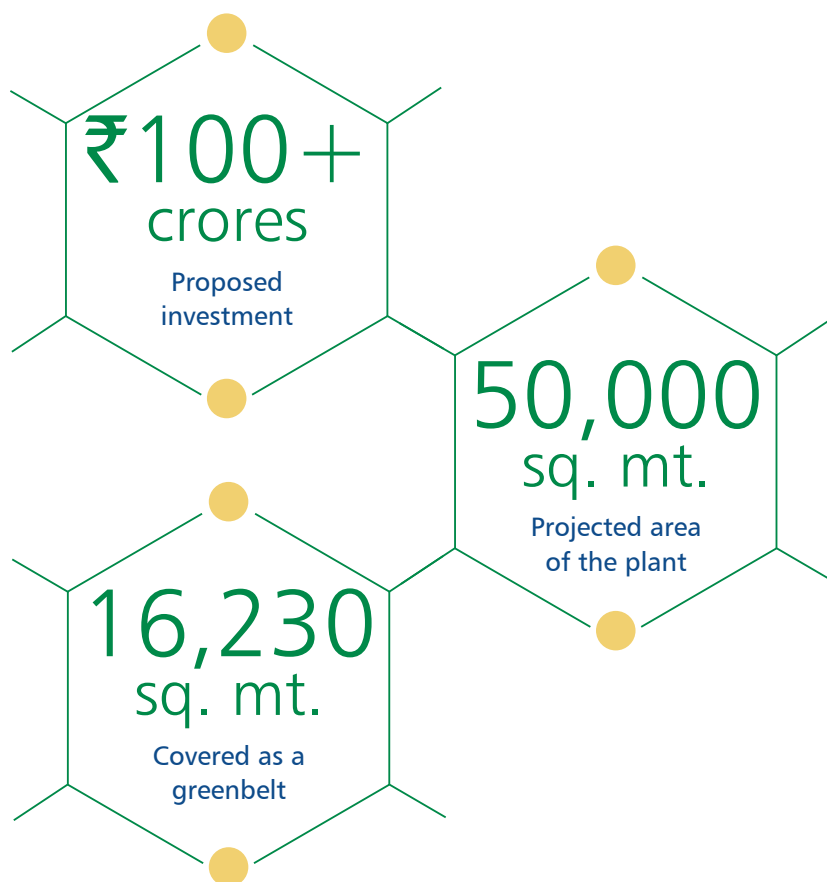 ₹100+
crores
Proposed
investment
50,000
sq. mt.
Projected area
of the plant
16,230
sq. mt.
Covered as a
greenbelt